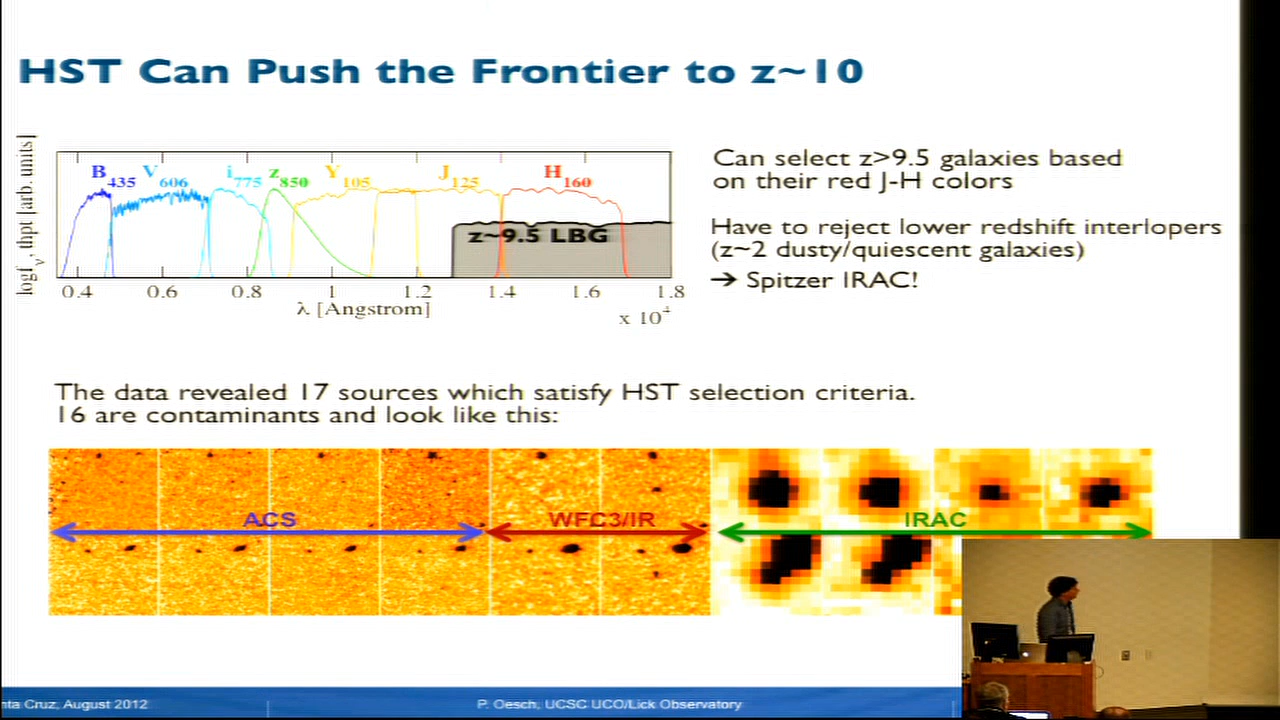 HST Can Push the Frontier to z~10
log f_ν, thpt [arb. units]
B435 V606 i775 z850 Y105 J125 H160
z~9.5 LBG
0.4 0.6 0.8 1 1.2 1.4 1.6 1.8
λ [Angstrom]
x 10⁴
Can select z>9.5 galaxies based
on their red J-H colors
Have to reject lower redshift interlopers
(z~2 dusty/quiescent galaxies)
→ Spitzer IRAC!
The data revealed 17 sources which satisfy HST selection criteria.
16 are contaminants and look like this:
ACS WFC3/IR IRAC
nta Cruz, August 2012 P. Oesch, UCSC UCO/Lick Observatory